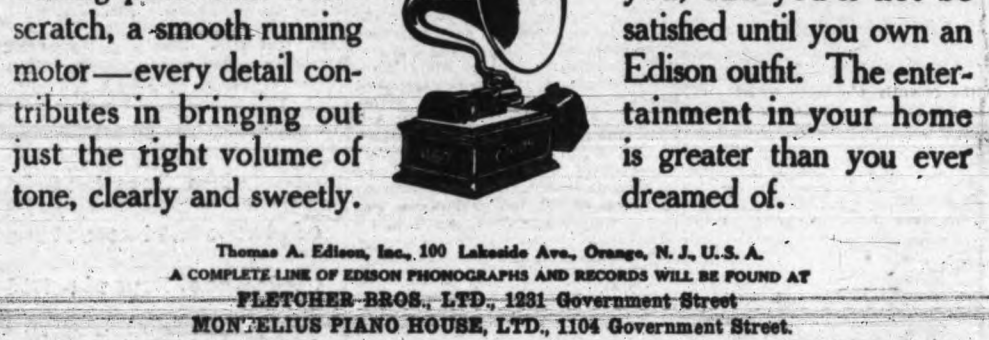 scratch, a smooth running
motor—every detail con-
tributes in bringing out
just the right volume of
tone, clearly and sweetly.
satisfied until you own an
Edison outfit. The enter-
tainment in your home
is greater than you ever
dreamed of.
Thomas A. Edison, Inc., 100 Lakeside Ave., Orange, N. J., U. S. A.
A COMPLETE LINE OF EDISON PHONOGRAPHS AND RECORDS WILL BE FOUND AT
FLETCHER BROS., LTD., 1231 Government Street
MONTELIUS PIANO HOUSE, LTD., 1104 Government Street.